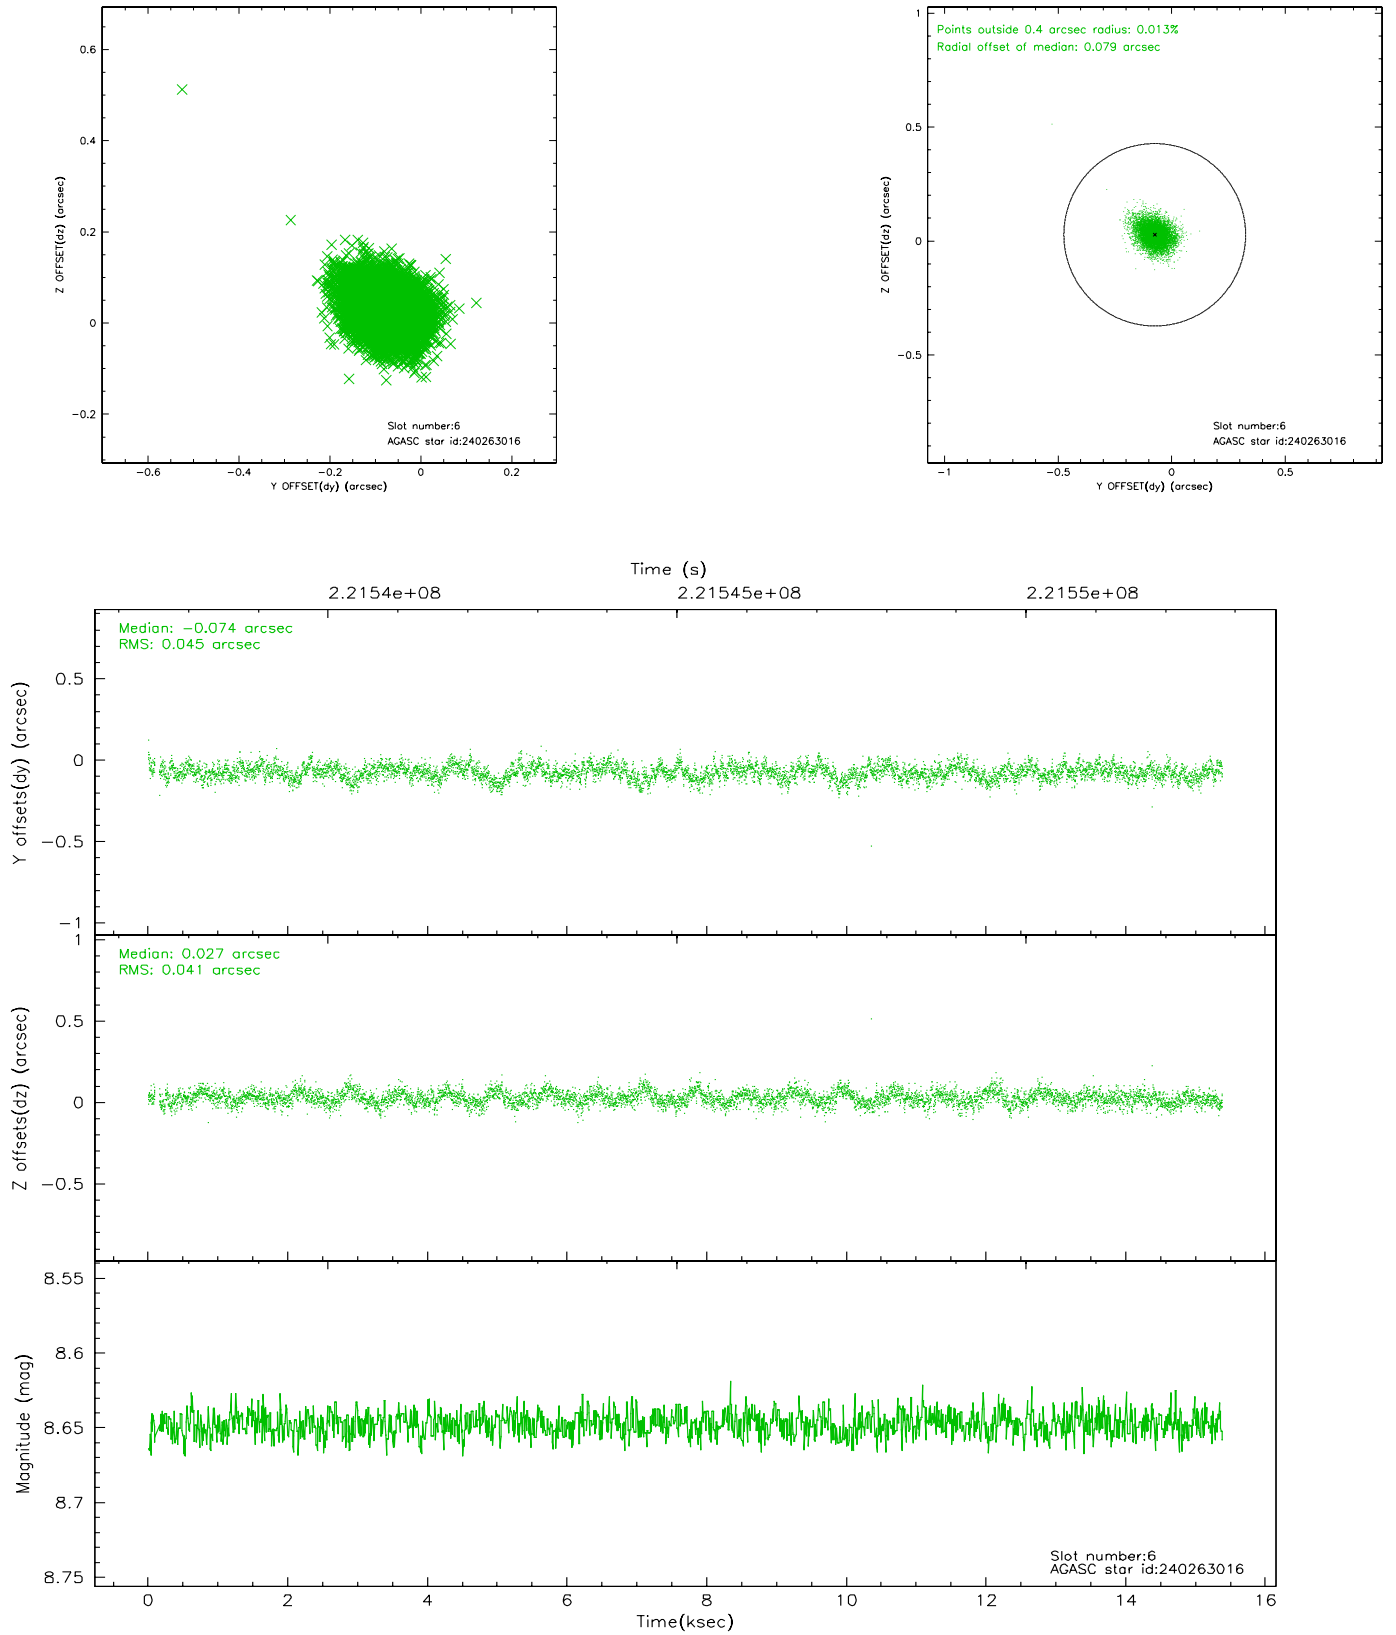 0.6
0.4
0.2
0
−0.2
Z OFFSET(dz) (arcsec)
Slot number:6
AGASC star id:240263016
−0.6 −0.4 −0.2 0 0.2
Y OFFSET(dy) (arcsec)
Points outside 0.4 arcsec radius: 0.013%
Radial offset of median: 0.079 arcsec
1
0.5
0
−0.5
Z OFFSET(dz) (arcsec)
Slot number:6
AGASC star id:240263016
−1 −0.5 0 0.5
Y OFFSET(dy) (arcsec)
Time (s)
2.2154e+08 2.21545e+08 2.2155e+08
Median: −0.074 arcsec
RMS: 0.045 arcsec
0.5
0
−0.5
−1
Y offsets(dy) (arcsec)
Median: 0.027 arcsec
RMS: 0.041 arcsec
1
0.5
0
−0.5
Z offsets(dz) (arcsec)
8.55
8.6
8.65
8.7
8.75
Magnitude (mag)
Slot number:6
AGASC star id:240263016
0 2 4 6 8 10 12 14 16
Time(ksec)